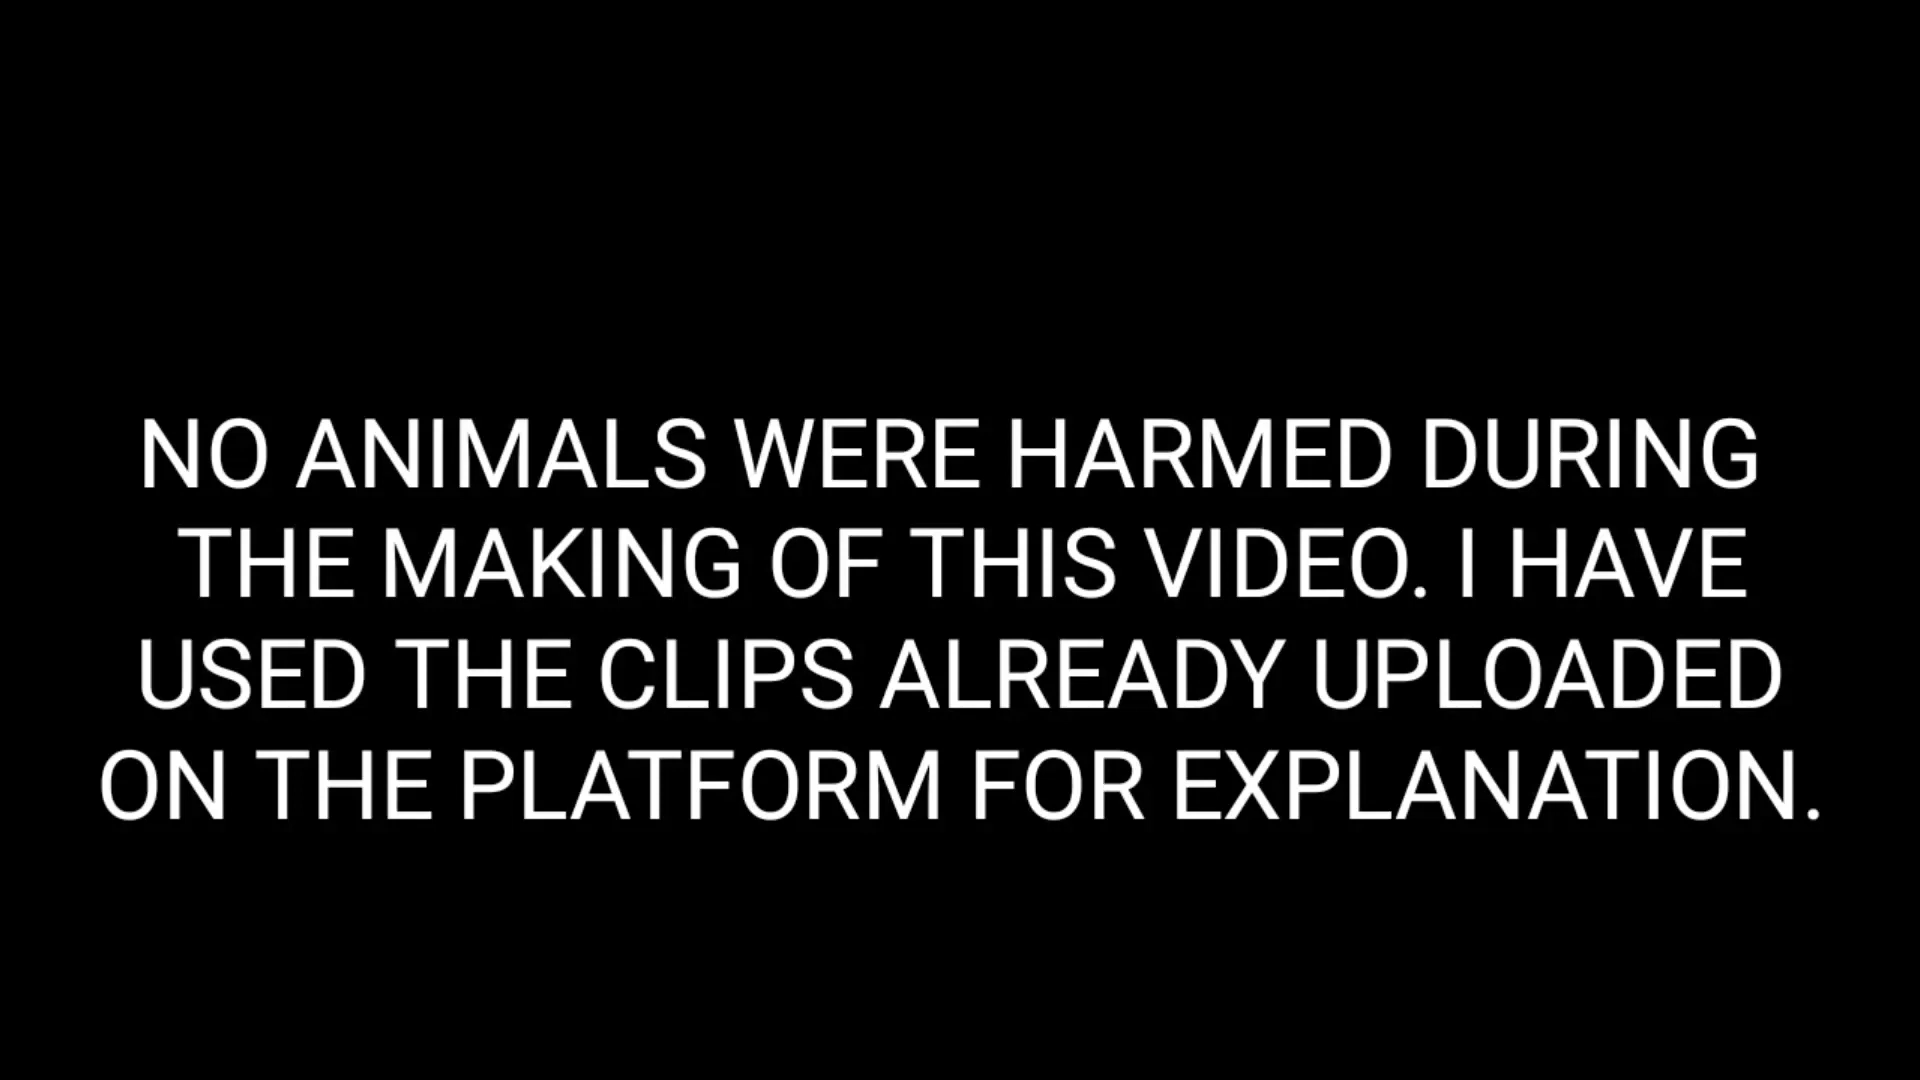 NO ANIMALS WERE HARMED DURING
THE MAKING OF THIS VIDEO. I HAVE
USED THE CLIPS ALREADY UPLOADED
ON THE PLATFORM FOR EXPLANATION.